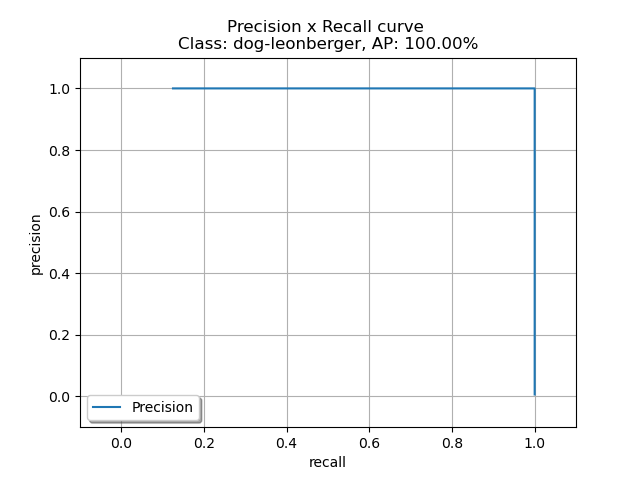 Precision x Recall curve
Class: dog-leonberger, AP: 100.00%
1.0
0.8
0.6
0.4
0.2
0.0
precision
Precision
0.0 0.2 0.4 0.6 0.8 1.0
recall